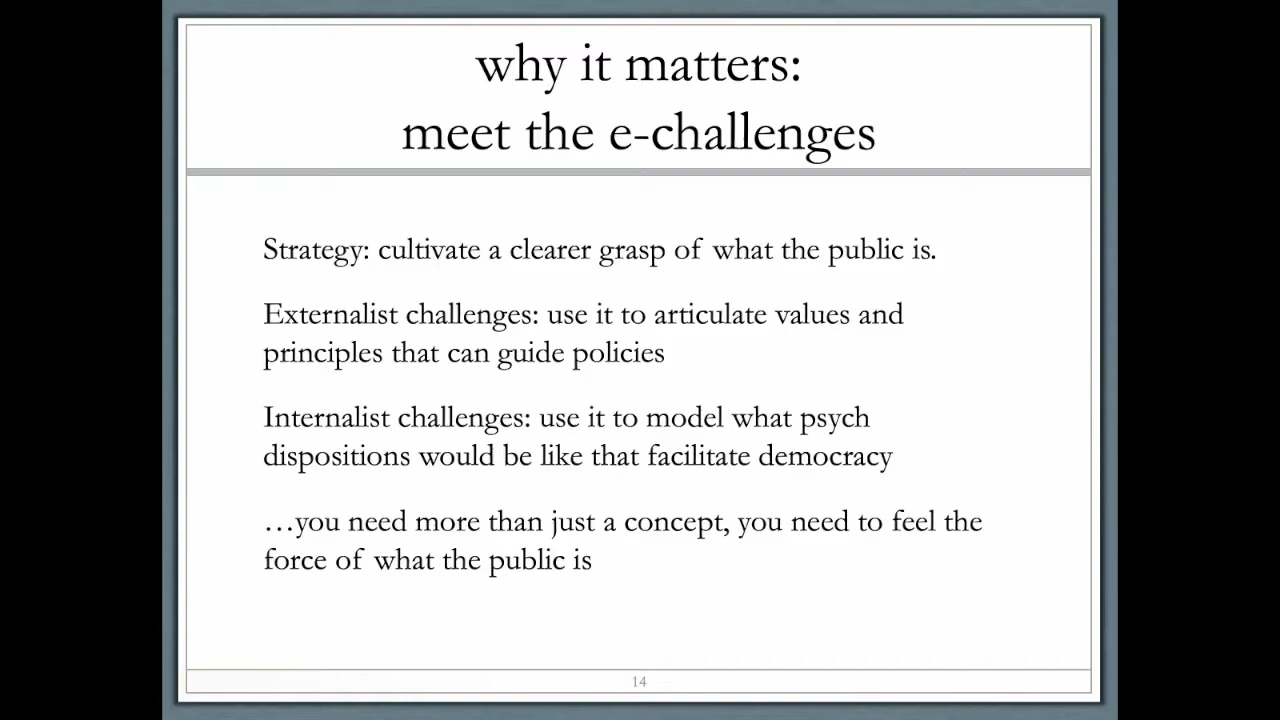 why it matters:
meet the e-challenges
Strategy: cultivate a clearer grasp of what the public is.
Externalist challenges: use it to articulate values and
principles that can guide policies
Internalist challenges: use it to model what psych
dispositions would be like that facilitate democracy
…you need more than just a concept, you need to feel the
force of what the public is
14